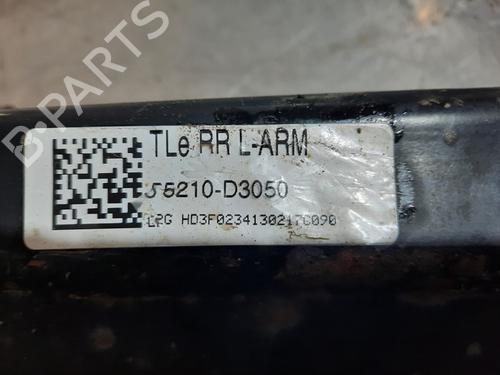 TLe RR L-ARM
55210-D3050
LPG HD3F0234130217C090
B-PARTS